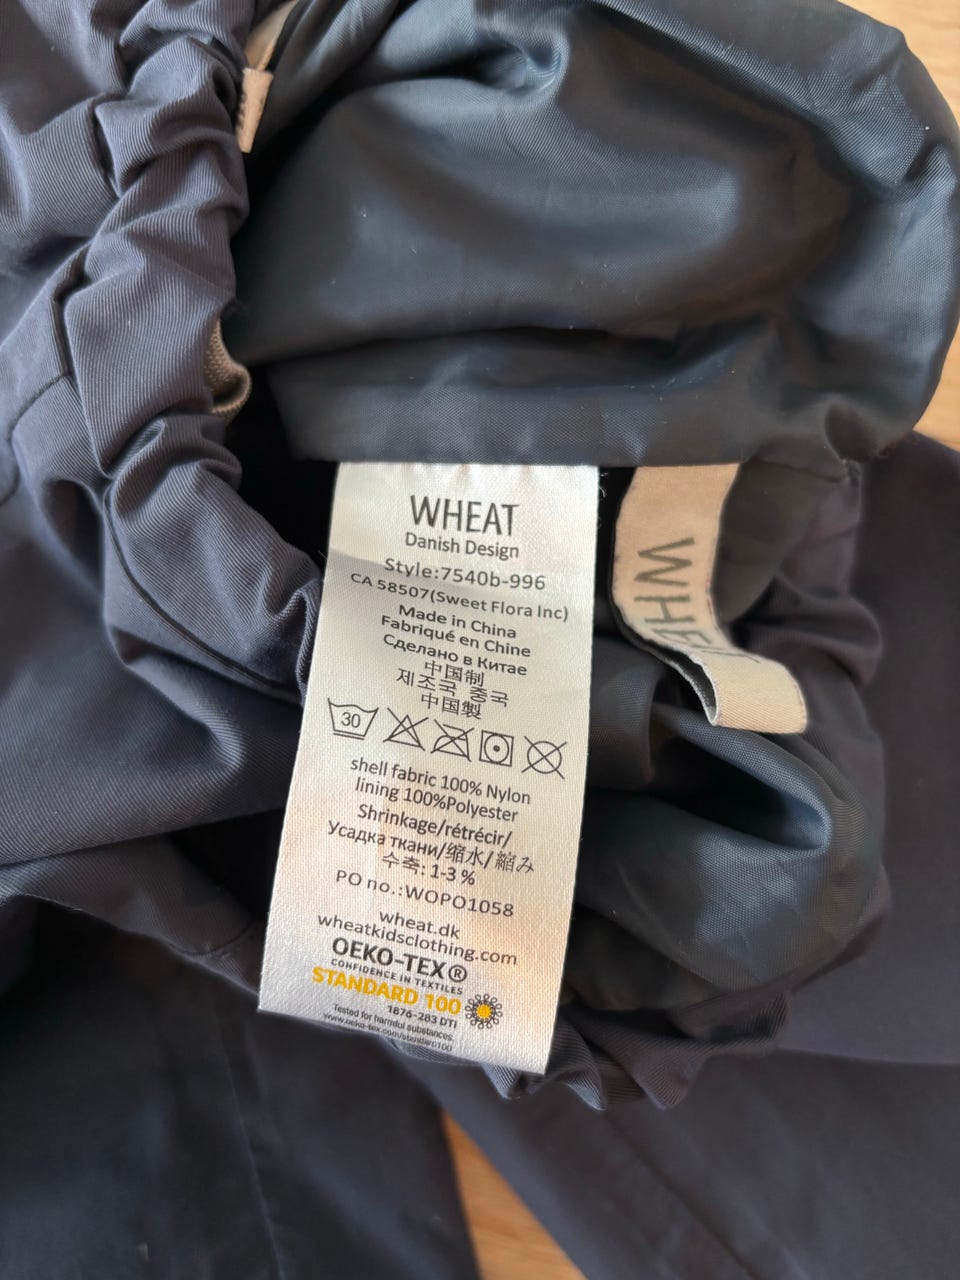 WHEAT
Danish Design
Style:7540b-996
CA 58507(Sweet Flora Inc)
Made in China
Fabriqué en Chine
Сделано в Китае
中国制
제조국 중국
中国製
30
shell fabric 100% Nylon
lining 100%Polyester
Shrinkage/rétrécir/
Усадка ткани/缩水/縮み
수축: 1-3 %
PO no.:WOPO1058
wheat.dk
wheatkidsclothing.com
OEKO-TEX®
CONFIDENCE IN TEXTILES
STANDARD 100
1876-283 DTI
Tested for harmful substances.
WHEAT